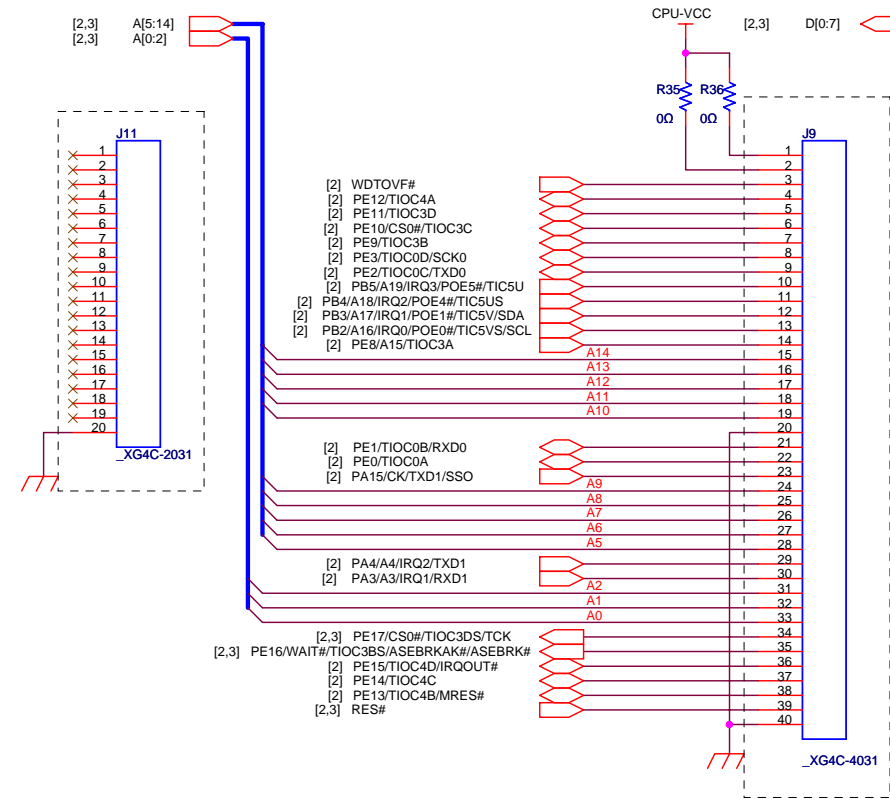 CPU-VCC
[2,3] A[5:14]
[2,3] A[0:2]
[2,3] D[0:7]
R35 R36
0Ω 0Ω
J11
1
2
3
4
5
6
7
8
9
10
11
12
13
14
15
16
17
18
19
20
_XG4C-2031
J9
1
2
[2] WDTOVF# 3
[2] PE12/TIOC4A 4
[2] PE11/TIOC3D 5
[2] PE10/CS0#/TIOC3C 6
[2] PE9/TIOC3B 7
[2] PE3/TIOC0D/SCK0 8
[2] PE2/TIOC0C/TXD0 9
[2] PB5/A19/IRQ3/POE5#/TIC5U 10
[2] PB4/A18/IRQ2/POE4#/TIC5US 11
[2] PB3/A17/IRQ1/POE1#/TIC5V/SDA 12
[2] PB2/A16/IRQ0/POE0#/TIC5VS/SCL 13
[2] PE8/A15/TIOC3A 14
A14 15
A13 16
A12 17
A11 18
A10 19
20
[2] PE1/TIOC0B/RXD0 21
[2] PE0/TIOC0A 22
[2] PA15/CK/TXD1/SSO 23
A9 24
A8 25
A7 26
A6 27
A5 28
[2] PA4/A4/IRQ2/TXD1 29
[2] PA3/A3/IRQ1/RXD1 30
A2 31
A1 32
A0 33
[2,3] PE17/CS0#/TIOC3DS/TCK 34
[2,3] PE16/WAIT#/TIOC3BS/ASEBRKAK#/ASEBRK# 35
[2] PE15/TIOC4D/IRQOUT# 36
[2] PE14/TIOC4C 37
[2] PE13/TIOC4B/MRES# 38
[2,3] RES# 39
40
_XG4C-4031